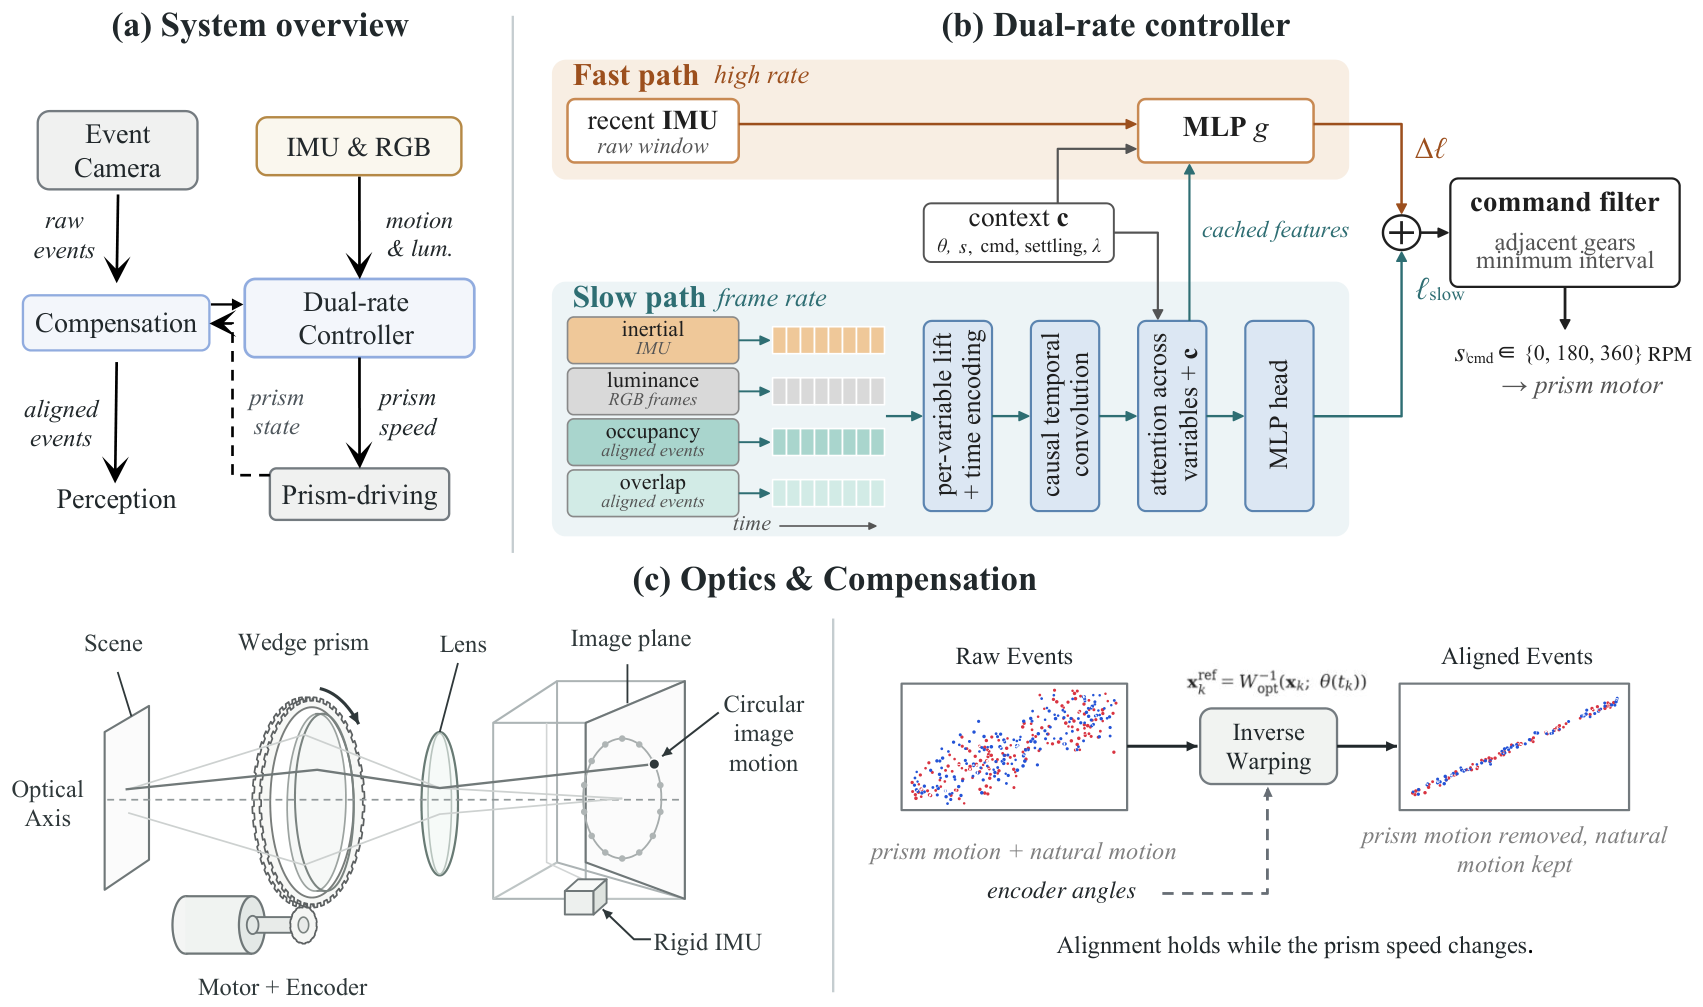 (a) System overview
Event
Camera
IMU & RGB
raw
events
motion
& lum.
Compensation
Dual-rate
Controller
aligned
events
prism
state
prism
speed
Perception
Prism-driving
(b) Dual-rate controller
Fast path high rate
recent IMU
raw window
MLP g
Δℓ
context c
θ, s, cmd, settling, λ
cached features
command filter
adjacent gears
minimum interval
ℓslow
s,cmd ∈ {0, 180, 360} RPM
→ prism motor
Slow path frame rate
inertial
IMU
luminance
RGB frames
occupancy
aligned events
overlap
aligned events
time
per-variable lift
+ time encoding
causal temporal
convolution
attention across
variables + c
MLP head
(c) Optics & Compensation
Scene
Wedge prism
Lens
Image plane
Circular
image
motion
Optical
Axis
Rigid IMU
Motor + Encoder
Raw Events
Aligned Events
x_k^ref = W_opt^−1(x_k; θ(t_k))
Inverse
Warping
prism motion + natural motion
prism motion removed, natural
motion kept
encoder angles
Alignment holds while the prism speed changes.